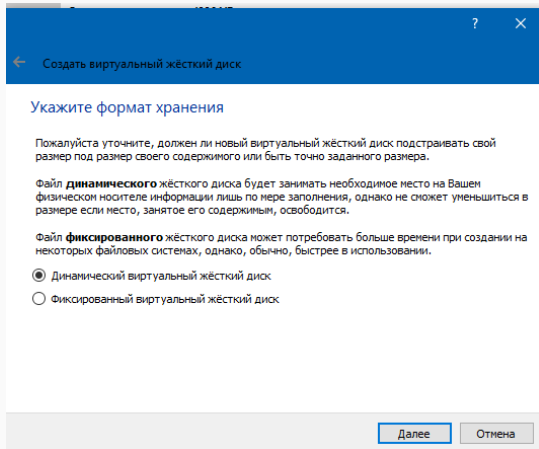 ?
Создать виртуальный жёсткий диск
Укажите формат хранения
Пожалуйста уточните, должен ли новый виртуальный жёсткий диск подстраивать свой
размер под размер своего содержимого или быть точно заданного размера.
Файл динамического жёсткого диска будет занимать необходимое место на Вашем
физическом носителе информации лишь по мере заполнения, однако не сможет уменьшиться в
размере если место, занятое его содержимым, освободится.
Файл фиксированного жёсткого диска может потребовать больше времени при создании на
некоторых файловых системах, однако, обычно, быстрее в использовании.
Динамический виртуальный жёсткий диск
Фиксированный виртуальный жёсткий диск
Далее Отмена